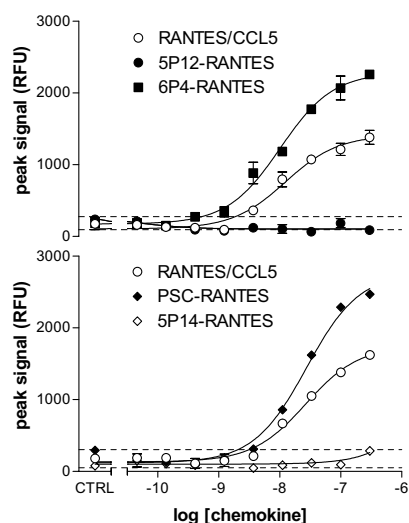 3000
2000
1000
0
peak signal (RFU)
RANTES/CCL5
5P12-RANTES
6P4-RANTES
3000
2000
1000
0
peak signal (RFU)
RANTES/CCL5
PSC-RANTES
5P14-RANTES
CTRL -10 -9 -8 -7 -6
log [chemokine]